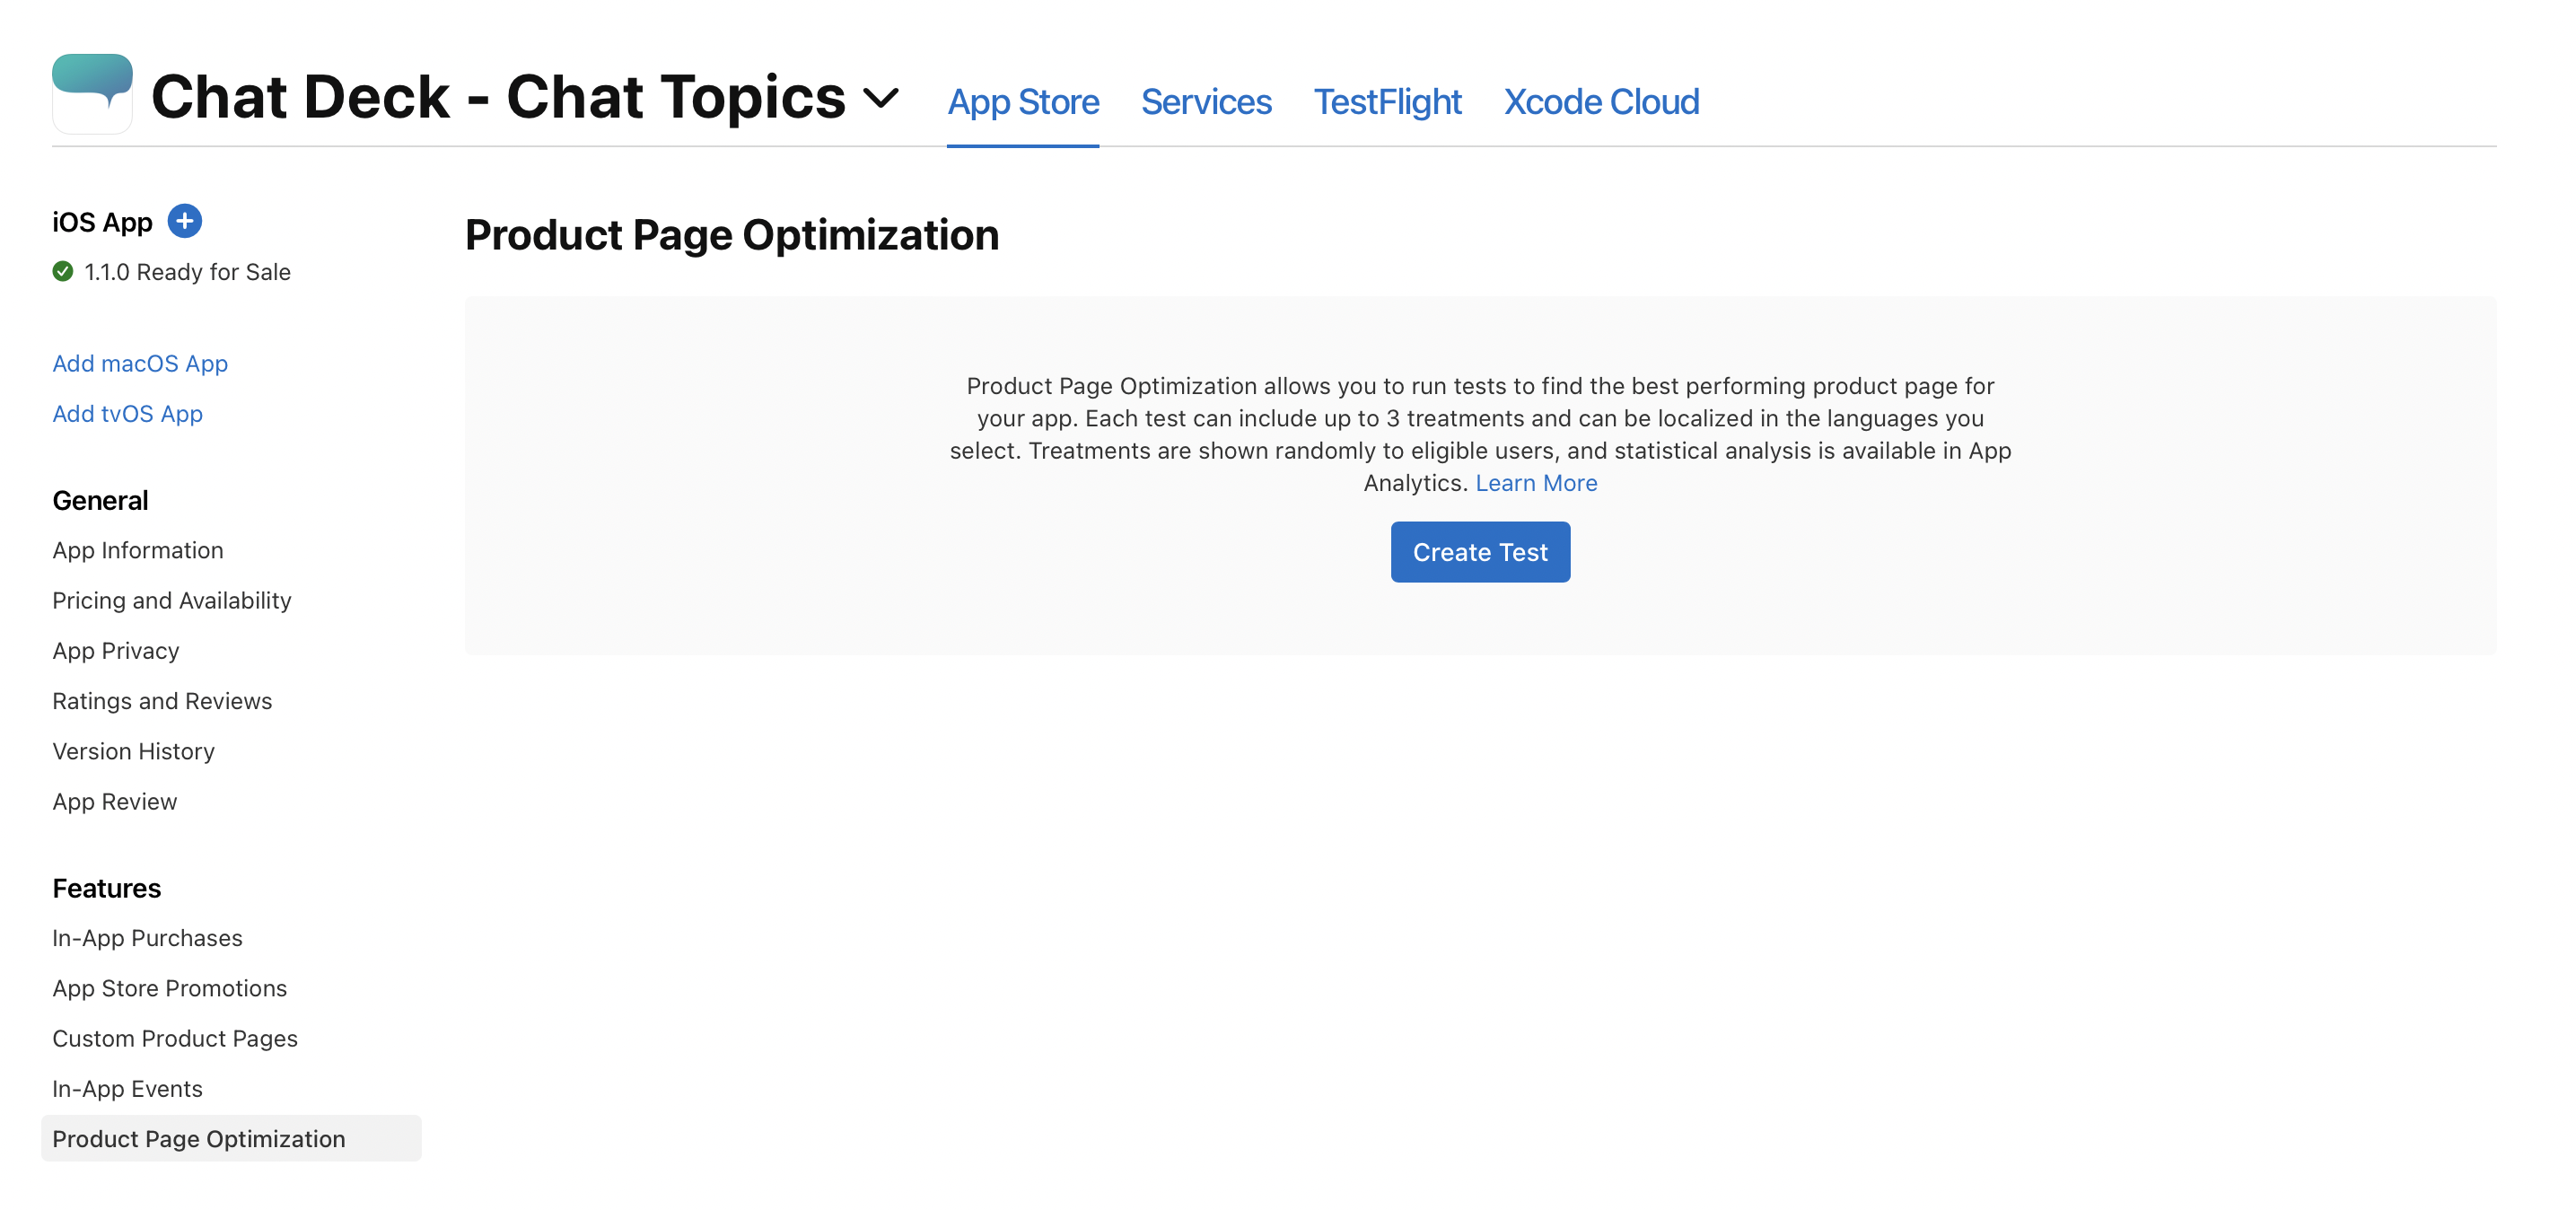 Chat Deck - Chat Topics
App Store
Services
TestFlight
Xcode Cloud
iOS App
1.1.0 Ready for Sale
Add macOS App
Add tvOS App
General
App Information
Pricing and Availability
App Privacy
Ratings and Reviews
Version History
App Review
Features
In-App Purchases
App Store Promotions
Custom Product Pages
In-App Events
Product Page Optimization
Product Page Optimization
Product Page Optimization allows you to run tests to find the best performing product page for
your app. Each test can include up to 3 treatments and can be localized in the languages you
select. Treatments are shown randomly to eligible users, and statistical analysis is available in App
Analytics. Learn More
Create Test